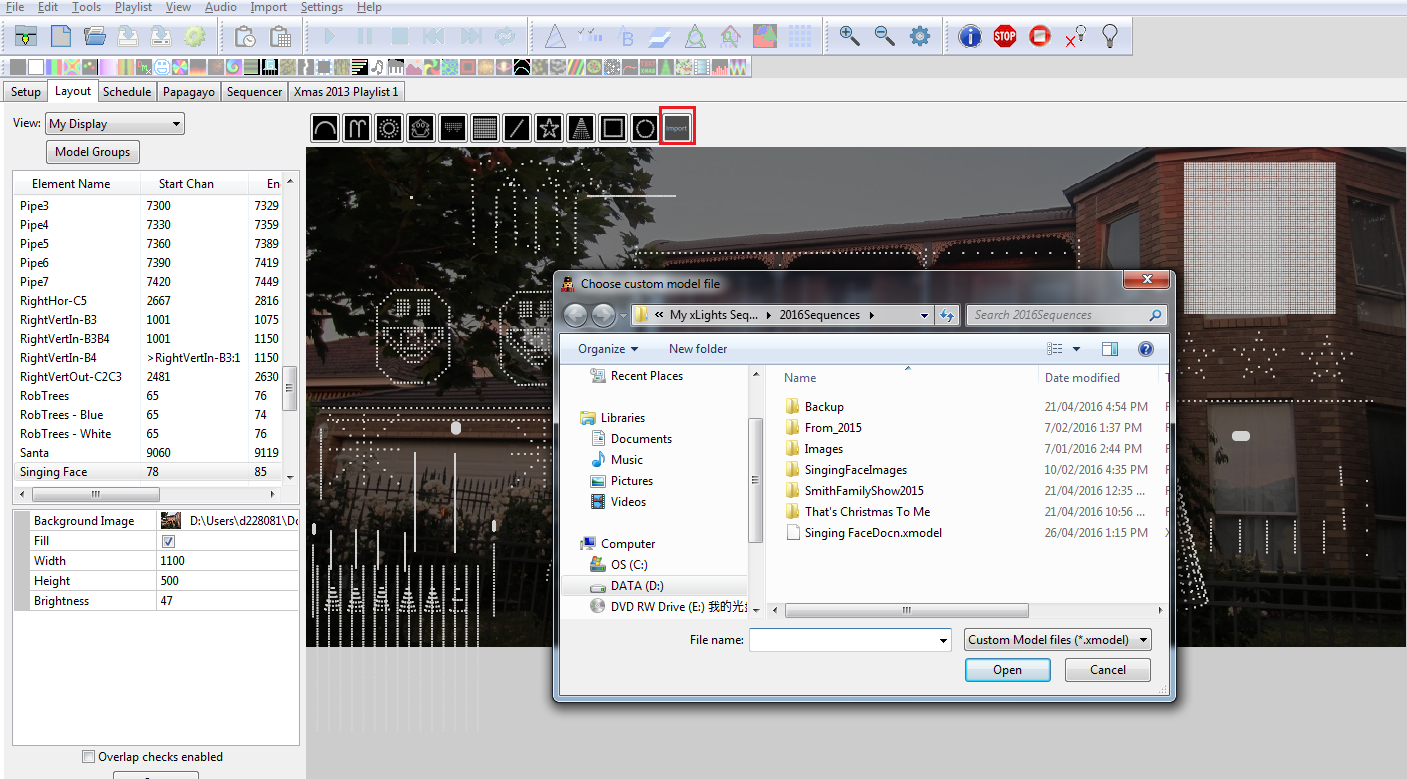 File Edit Tools Playlist View Audio Import Settings Help
STOP
Setup Layout Schedule Papagayo Sequencer Xmas 2013 Playlist 1
View: My Display
Import
Model Groups
Element Name Start Chan En
Pipe3 7300 7329
Pipe4 7330 7359
Pipe5 7360 7389
Pipe6 7390 7419
Pipe7 7420 7449
RightHor-C5 2667 2816
RightVertIn-B3 1001 1075
RightVertIn-B3B4 1001 1150
RightVertIn-B4 >RightVertIn-B3:1 1150
RightVertOut-C2C3 2481 2630
RobTrees 65 76
RobTrees - Blue 65 74
RobTrees - White 65 76
Santa 9060 9119
Singing Face 78 85
Background Image D:\Users\d228081\Do
Fill
Width 1100
Height 500
Brightness 47
Overlap checks enabled
Choose custom model file
« My xLights Seq... 2016Sequences
Search 2016Sequences
Organize New folder
Recent Places
Libraries
Documents
Music
Pictures
Videos
Computer
OS (C:)
DATA (D:)
DVD RW Drive (E:) 我的光
Name Date modified T
Backup 21/04/2016 4:54 PM F
From_2015 7/02/2016 1:37 PM F
Images 7/01/2016 2:44 PM F
SingingFaceImages 10/02/2016 4:35 PM F
SmithFamilyShow2015 21/04/2016 12:35 ... F
That's Christmas To Me 21/04/2016 10:56 ... F
Singing FaceDocn.xmodel 26/04/2016 1:15 PM X
File name: Custom Model files (*.xmodel)
Open Cancel